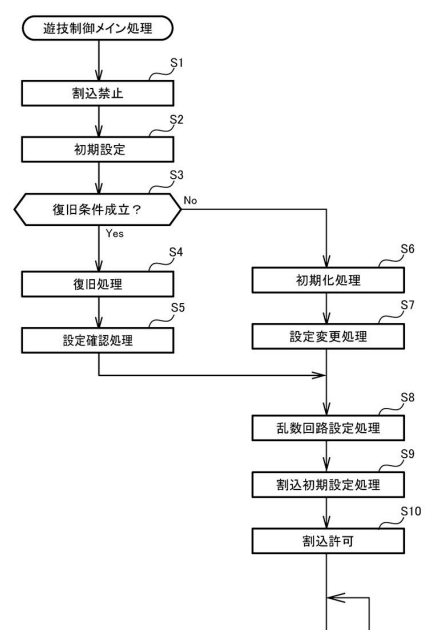 遊技制御メイン処理
S1
割込禁止
S2
初期設定
S3
復旧条件成立？
No
Yes
S4
復旧処理
S5
設定確認処理
S6
初期化処理
S7
設定変更処理
S8
乱数回路設定処理
S9
割込初期設定処理
S10
割込許可